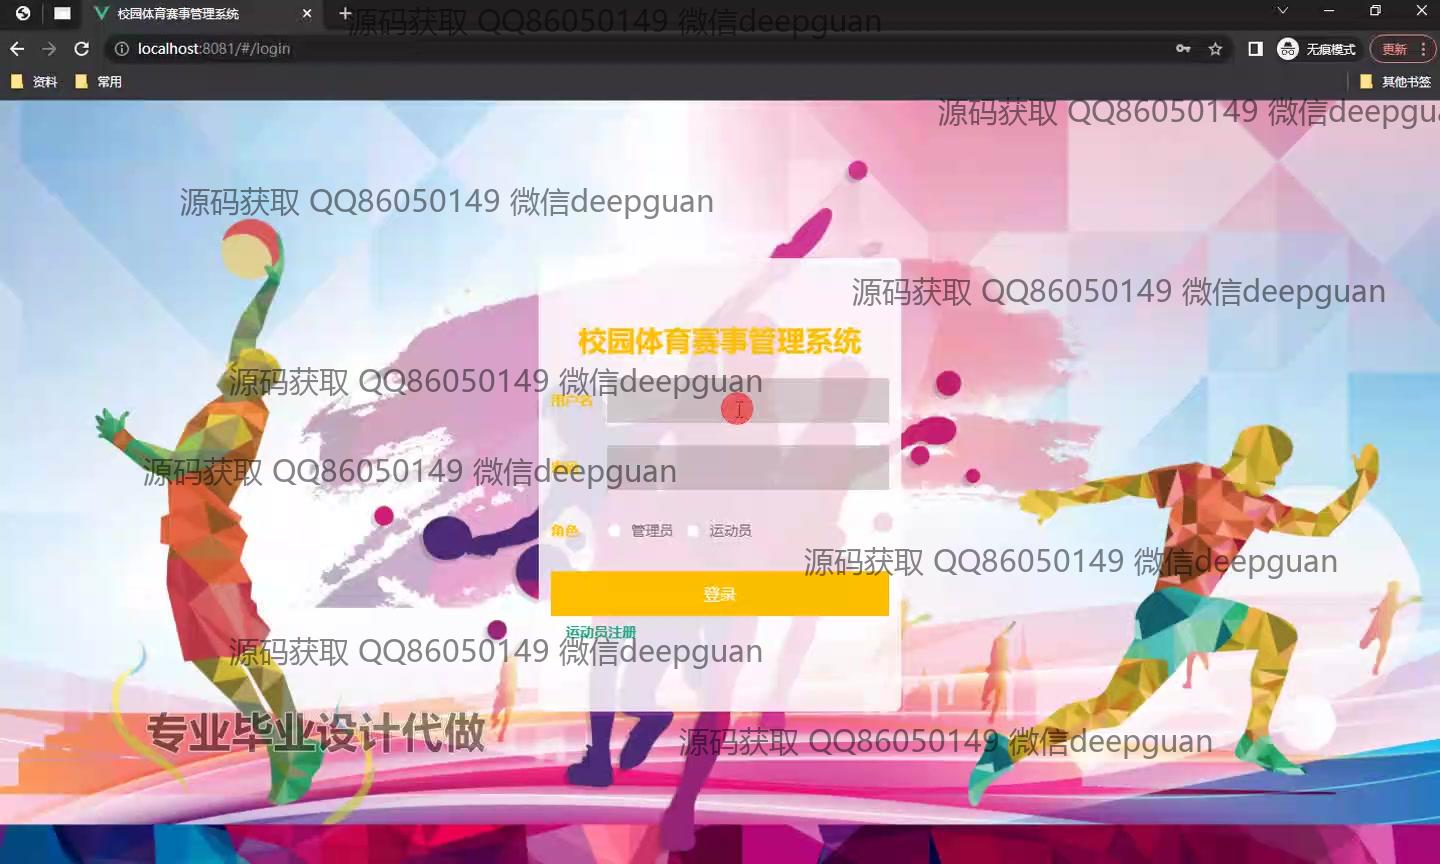 校园体育赛事管理系统
源码获取 QQ86050149 微信deepguan
localhost:8081/#/login
无痕模式
更新
资料
常用
其他书签
源码获取 QQ86050149 微信deepgua
源码获取 QQ86050149 微信deepguan
源码获取 QQ86050149 微信deepguan
校园体育赛事管理系统
源码获取 QQ86050149 微信deepguan
用户名
源码获取 QQ86050149 微信deepguan
角色 管理员 运动员
源码获取 QQ86050149 微信deepguan
登录
运动员注册
源码获取 QQ86050149 微信deepguan
专业毕业设计代做
源码获取 QQ86050149 微信deepguan